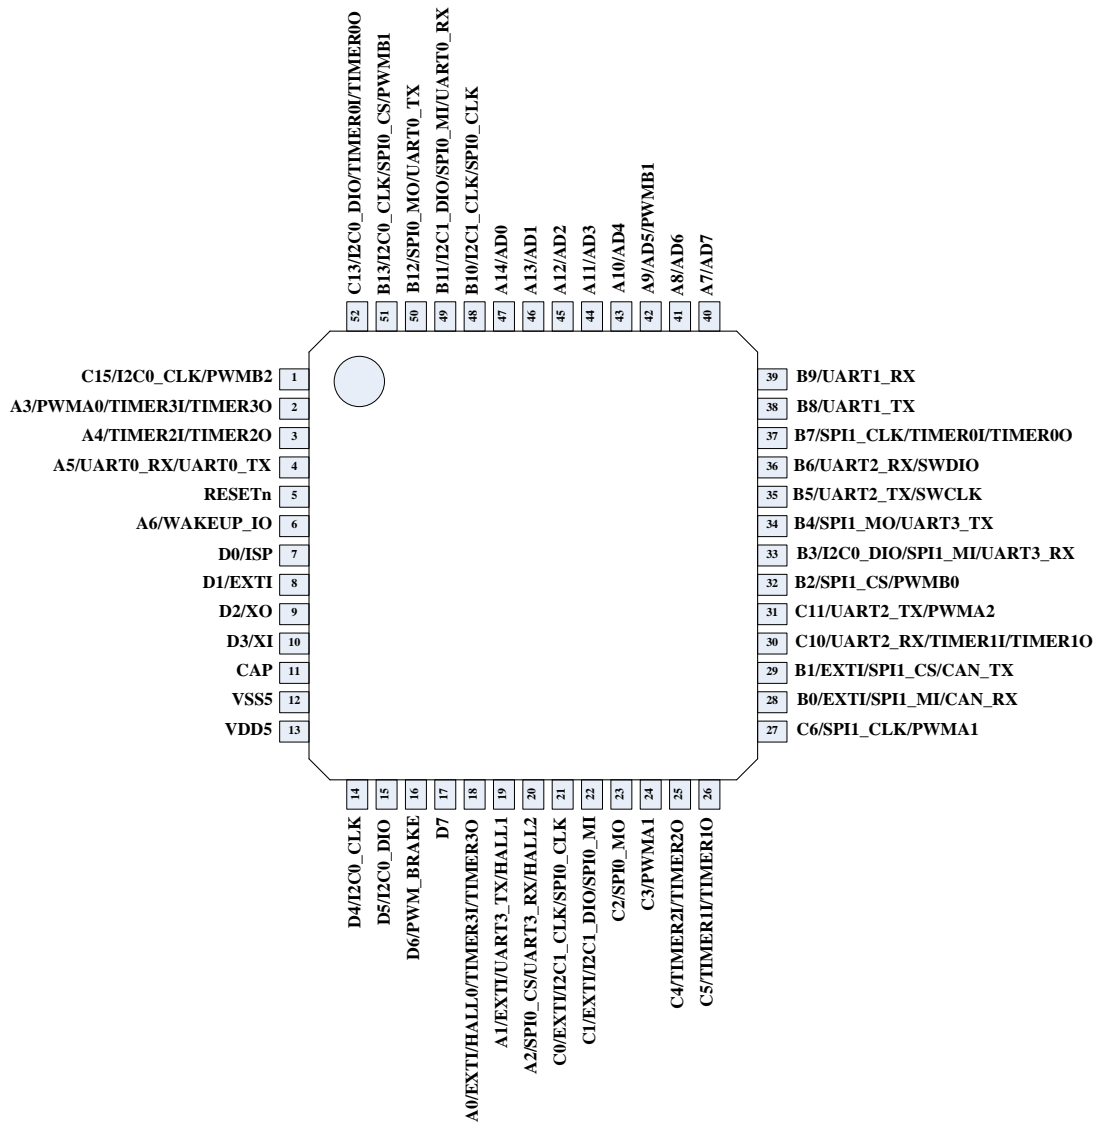 C13/I2C0_DIO/TIMER0I/TIMER0O
B13/I2C0_CLK/SPI0_CS/PWMB1
B12/SPI0_MO/UART0_TX
B11/I2C1_DIO/SPI0_MI/UART0_RX
B10/I2C1_CLK/SPI0_CLK
A14/AD0
A13/AD1
A12/AD2
A11/AD3
A10/AD4
A9/AD5/PWMB1
A8/AD6
A7/AD7
52 51 50 49 48 47 46 45 44 43 42 41 40
C15/I2C0_CLK/PWMB2 1
A3/PWMA0/TIMER3I/TIMER3O 2
A4/TIMER2I/TIMER2O 3
A5/UART0_RX/UART0_TX 4
RESETn 5
A6/WAKEUP_IO 6
D0/ISP 7
D1/EXTI 8
D2/XO 9
D3/XI 10
CAP 11
VSS5 12
VDD5 13
39 B9/UART1_RX
38 B8/UART1_TX
37 B7/SPI1_CLK/TIMER0I/TIMER0O
36 B6/UART2_RX/SWDIO
35 B5/UART2_TX/SWCLK
34 B4/SPI1_MO/UART3_TX
33 B3/I2C0_DIO/SPI1_MI/UART3_RX
32 B2/SPI1_CS/PWMB0
31 C11/UART2_TX/PWMA2
30 C10/UART2_RX/TIMER1I/TIMER1O
29 B1/EXTI/SPI1_CS/CAN_TX
28 B0/EXTI/SPI1_MI/CAN_RX
27 C6/SPI1_CLK/PWMA1
14 15 16 17 18 19 20 21 22 23 24 25 26
D4/I2C0_CLK
D5/I2C0_DIO
D6/PWM_BRAKE
D7
A0/EXTI/HALL0/TIMER3I/TIMER3O
A1/EXTI/UART3_TX/HALL1
A2/SPI0_CS/UART3_RX/HALL2
C0/EXTI/I2C1_CLK/SPI0_CLK
C1/EXTI/I2C1_DIO/SPI0_MI
C2/SPI0_MO
C3/PWMA1
C4/TIMER2I/TIMER2O
C5/TIMER1I/TIMER1O